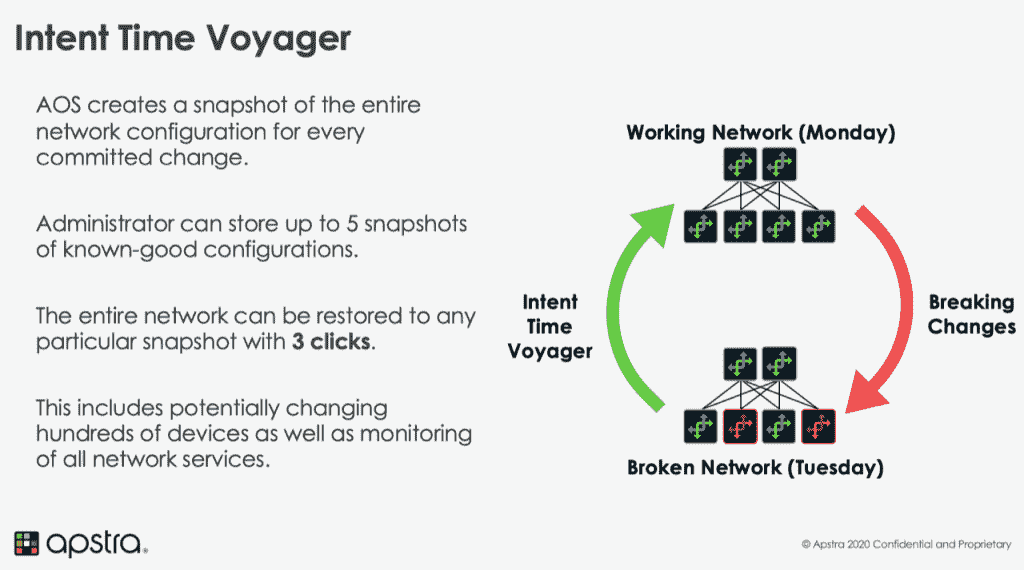 Intent Time Voyager
AOS creates a snapshot of the entire
network configuration for every
committed change.
Administrator can store up to 5 snapshots
of known-good configurations.
The entire network can be restored to any
particular snapshot with 3 clicks.
This includes potentially changing
hundreds of devices as well as monitoring
of all network services.
Working Network (Monday)
Intent
Time
Voyager
Breaking
Changes
Broken Network (Tuesday)
apstra®
© Apstra 2020 Confidential and Proprietary